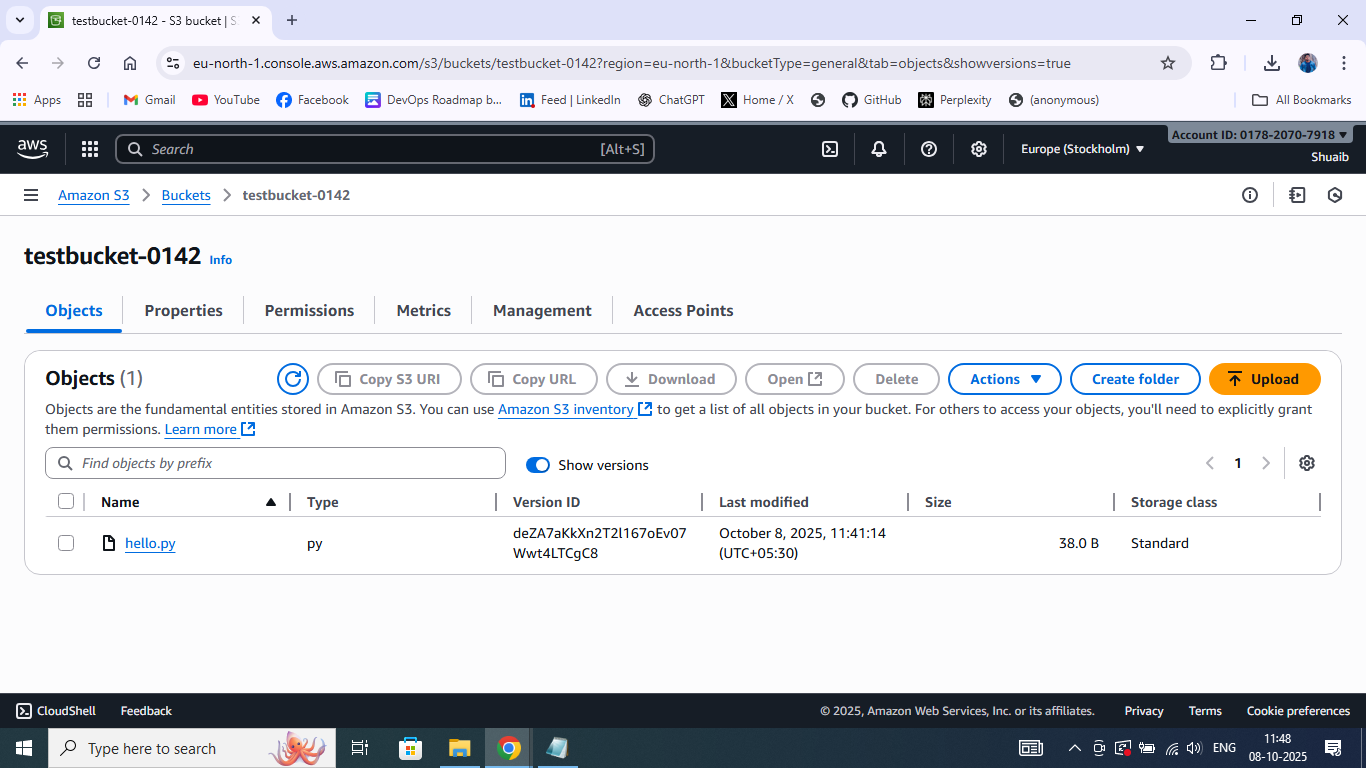 testbucket-0142 - S3 bucket | S
eu-north-1.console.aws.amazon.com/s3/buckets/testbucket-0142?region=eu-north-1&bucketType=general&tab=objects&showversions=true
Apps Gmail YouTube Facebook DevOps Roadmap b... Feed | LinkedIn ChatGPT Home / X GitHub Perplexity (anonymous) All Bookmarks
aws Search [Alt+S] Europe (Stockholm) Account ID: 0178-2070-7918
Shuaib
Amazon S3 Buckets testbucket-0142
testbucket-0142 Info
Objects Properties Permissions Metrics Management Access Points
Objects (1) Copy S3 URI Copy URL Download Open Delete Actions Create folder Upload
Objects are the fundamental entities stored in Amazon S3. You can use Amazon S3 inventory to get a list of all objects in your bucket. For others to access your objects, you'll need to explicitly grant
them permissions. Learn more
Find objects by prefix Show versions 1
Name Type Version ID Last modified Size Storage class
hello.py py deZA7aKkXn2T2l167oEv07 October 8, 2025, 11:41:14 38.0 B Standard
Wwt4LTCgC8 (UTC+05:30)
CloudShell Feedback © 2025, Amazon Web Services, Inc. or its affiliates. Privacy Terms Cookie preferences
Type here to search ENG 11:48
08-10-2025